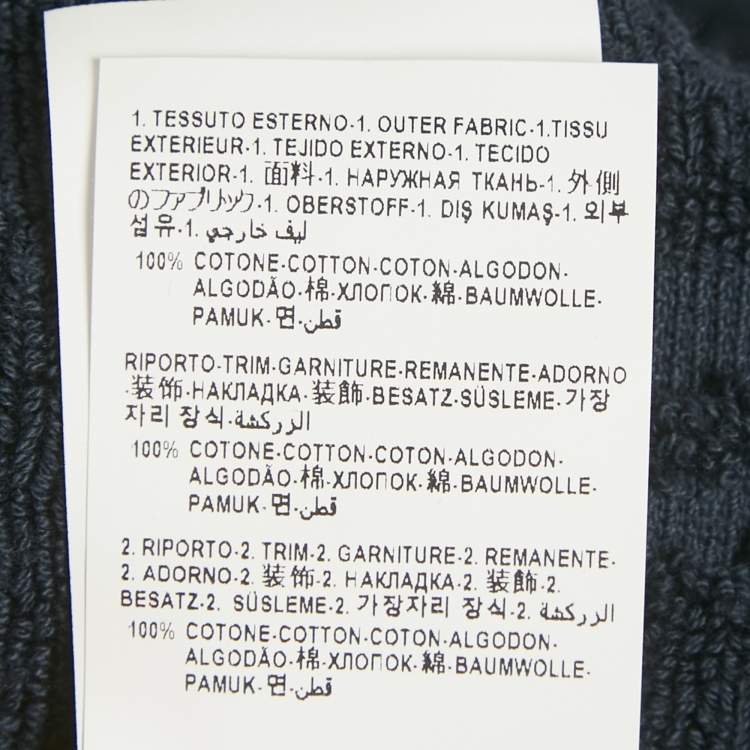 1. TESSUTO ESTERNO-1. OUTER FABRIC-1.TISSU
EXTERIEUR-1. TEJIDO EXTERNO-1. TECIDO
EXTERIOR-1. 面料-1. НАРУЖНАЯ ТКАНЬ-1. 外側
のファブリック-1. OBERSTOFF-1. DIŞ KUMAŞ-1. 외부
섬유-1. ليف خارجي
100% COTONE-COTTON-COTON-ALGODON-
ALGODÃO-棉-ХЛОПОК-綿-BAUMWOLLE-
PAMUK-면-قطن
RIPORTO-TRIM-GARNITURE-REMANENTE-ADORNO
-装饰-НАКЛАДКА-装飾-BESATZ-SÜSLEME-가장
자리 장식-الزركشة
100% COTONE-COTTON-COTON-ALGODON-
ALGODÃO-棉-ХЛОПОК-綿-BAUMWOLLE-
PAMUK-면-قطن
2. RIPORTO-2. TRIM-2. GARNITURE-2. REMANENTE-
2. ADORNO-2. 装饰-2. НАКЛАДКА-2. 装飾-2.
BESATZ-2. SÜSLEME-2. 가장자리 장식-2. الزركشة
100% COTONE-COTTON-COTON-ALGODON-
ALGODÃO-棉-ХЛОПОК-綿-BAUMWOLLE-
PAMUK-면-قطن